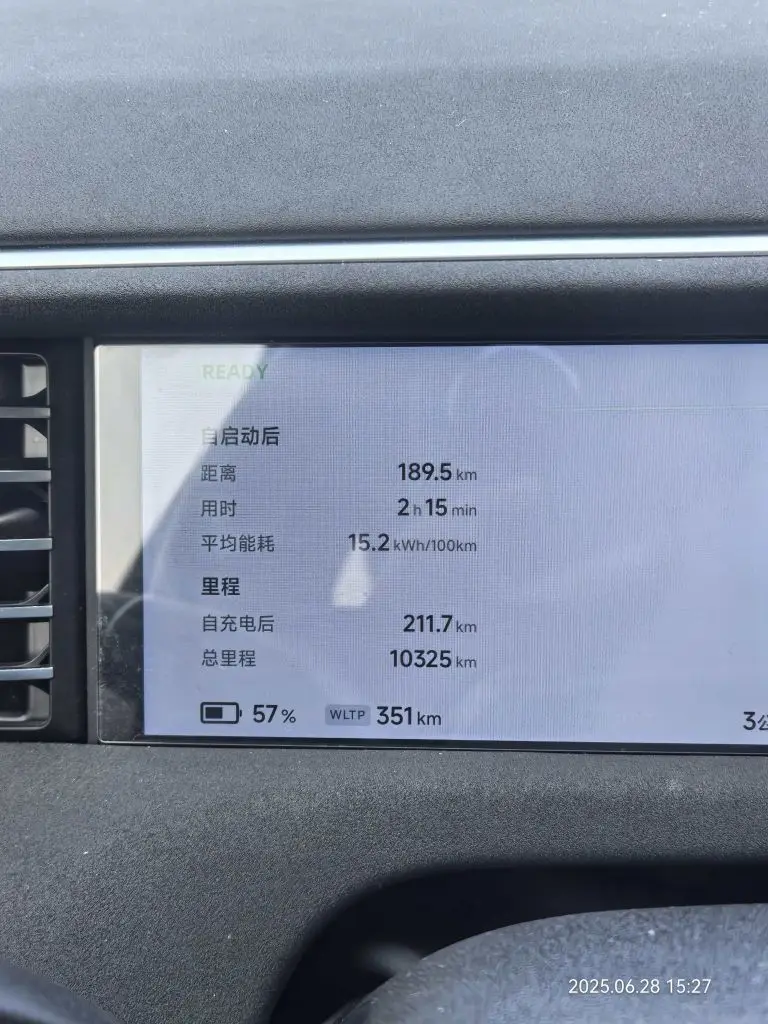 READY
自启动后
距离 189.5 km
用时 2 h 15 min
平均能耗 15.2 kWh/100km
里程
自充电后 211.7 km
总里程 10325 km
57 % WLTP 351 km
3公
2025.06.28 15:27